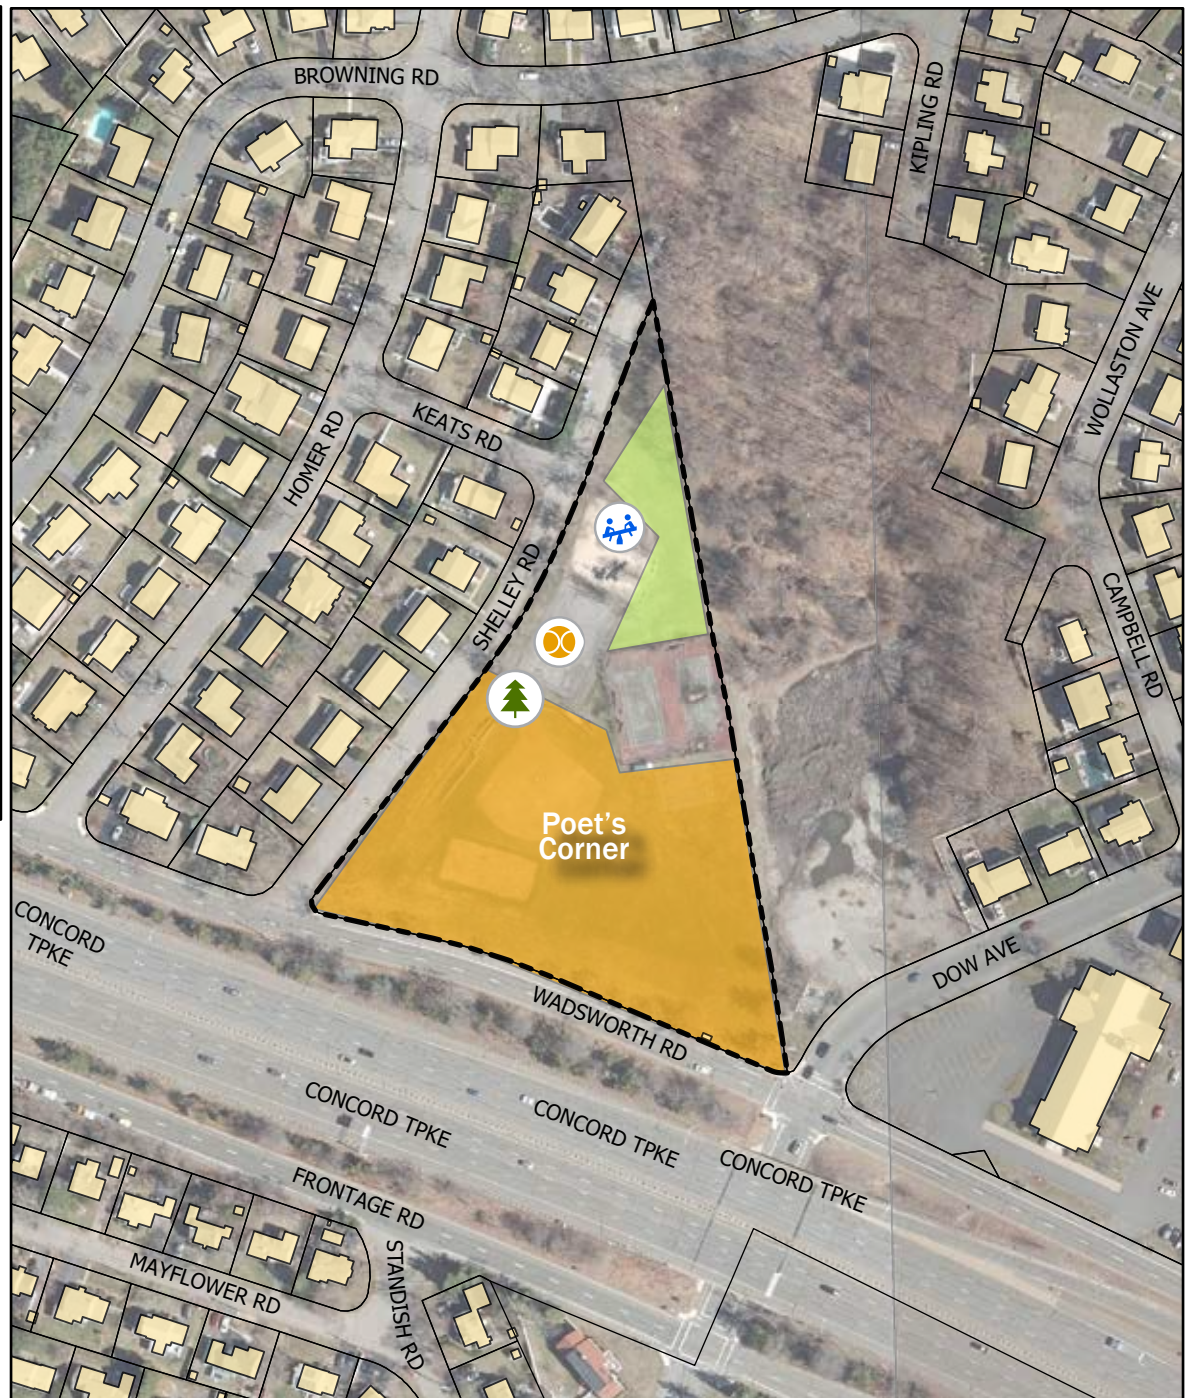 BROWNING RD
KIPLING RD
WOLLASTON AVE
KEATS RD
HOMER RD
SHELLEY RD
CAMPBELL RD
Poet's
Corner
CONCORD
TPKE
DOW AVE
WADSWORTH RD
CONCORD TPKE
CONCORD TPKE
CONCORD TPKE
FRONTAGE RD
STANDISH RD
MAYFLOWER RD